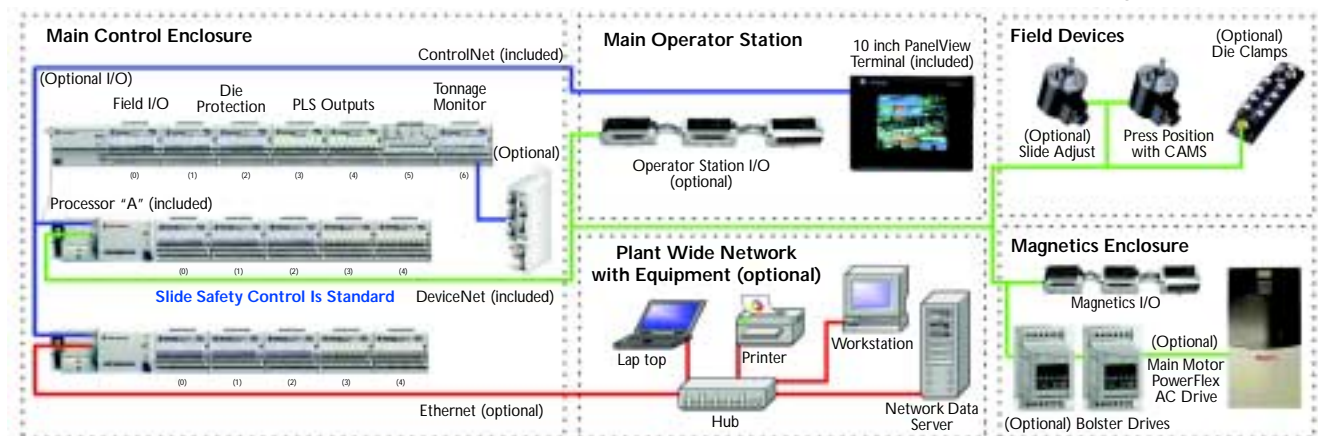 Main Control Enclosure
ControlNet (included)
(Optional I/O)
Field I/O
Die
Protection
PLS Outputs
Tonnage
Monitor
(Optional)
(0)
(1)
(2)
(3)
(4)
(5)
(6)
Processor "A" (included)
(0)
(1)
(2)
(3)
(4)
Slide Safety Control Is Standard
DeviceNet (included)
(0)
(1)
(2)
(3)
(4)
Ethernet (optional)
Main Operator Station
10 inch PanelView
Terminal (included)
Operator Station I/O
(optional)
Plant Wide Network
with Equipment (optional)
Lap top
Printer
Workstation
Hub
Network Data
Server
Field Devices
(Optional)
Die Clamps
(Optional)
Slide Adjust
Press Position
with CAMS
Magnetics Enclosure
Magnetics I/O
(Optional)
Main Motor
PowerFlex
AC Drive
(Optional) Bolster Drives